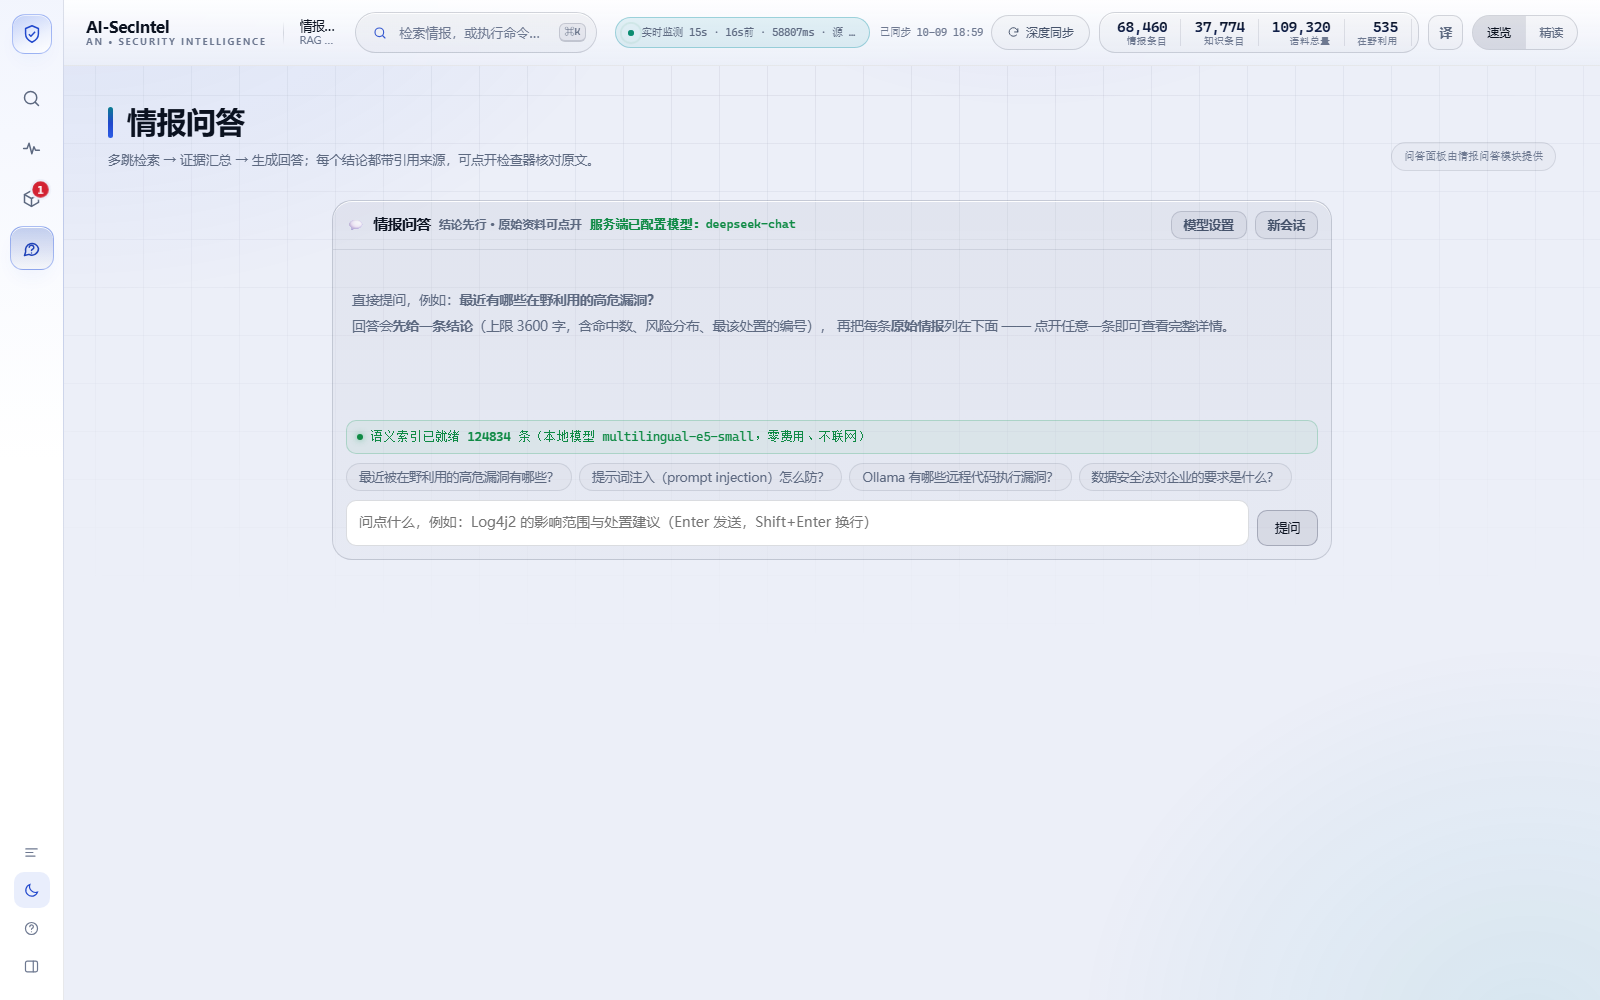 AI-SecIntel
AN • SECURITY INTELLIGENCE
情报...
RAG ...
检索情报，或执行命令... ⌘K
实时监测 15s · 16s前 · 58807ms · 源 …
已同步 10-09 18:59
深度同步
68,460
情报条目
37,774
知识条目
109,320
语料总量
535
在野利用
译
速览
精读
1
情报问答
多跳检索 → 证据汇总 → 生成回答；每个结论都带引用来源，可点开检查器核对原文。
问答面板由情报问答模块提供
情报问答 结论先行 • 原始资料可点开 服务端已配置模型：deepseek-chat
模型设置
新会话
直接提问，例如：最近有哪些在野利用的高危漏洞？
回答会先给一条结论（上限 3600 字，含命中数、风险分布、最该处置的编号）， 再把每条原始情报列在下面 —— 点开任意一条即可查看完整详情。
语义索引已就绪 124834 条（本地模型 multilingual-e5-small，零费用、不联网）
最近被在野利用的高危漏洞有哪些？
提示词注入（prompt injection）怎么防？
Ollama 有哪些远程代码执行漏洞？
数据安全法对企业的要求是什么？
问点什么，例如：Log4j2 的影响范围与处置建议（Enter 发送，Shift+Enter 换行）
提问